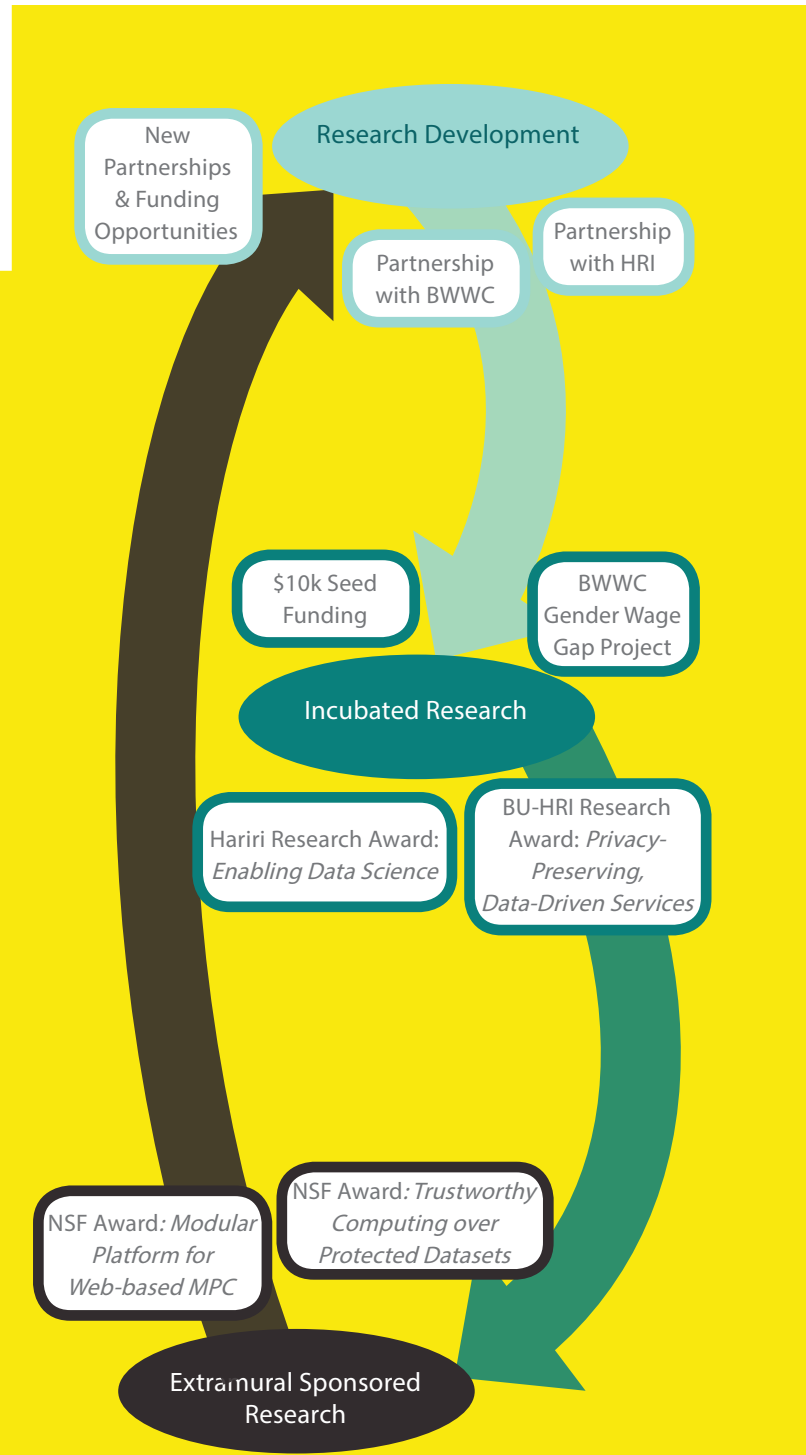 Research Development
New
Partnerships
& Funding
Opportunities
Partnership
with BWWC
Partnership
with HRI
$10k Seed
Funding
BWWC
Gender Wage
Gap Project
Incubated Research
Hariri Research Award:
Enabling Data Science
BU-HRI Research
Award: Privacy-
Preserving,
Data-Driven Services
NSF Award: Modular
Platform for
Web-based MPC
NSF Award: Trustworthy
Computing over
Protected Datasets
Extramural Sponsored
Research